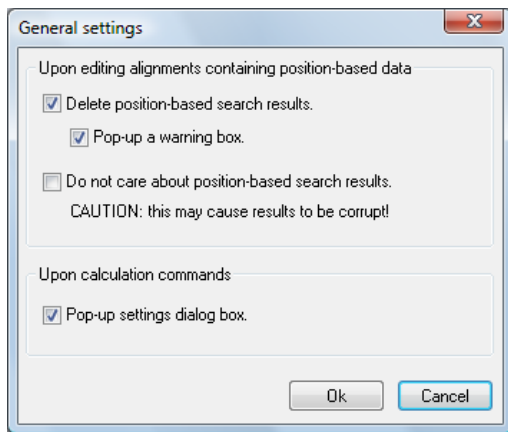 General settings
Upon editing alignments containing position-based data
Delete position-based search results.
Pop-up a warning box.
Do not care about position-based search results.
CAUTION: this may cause results to be corrupt!
Upon calculation commands
Pop-up settings dialog box.
Ok
Cancel